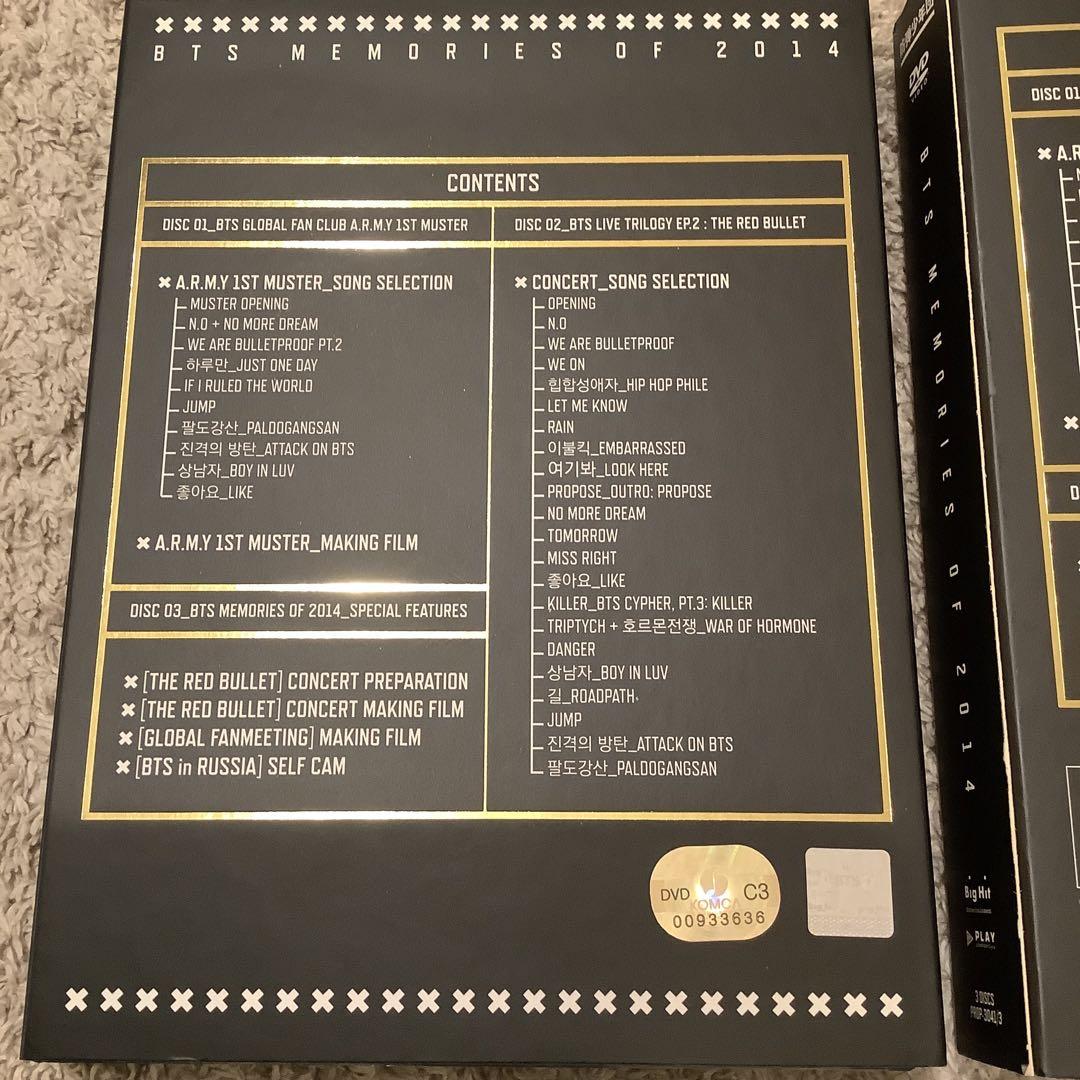 BTS MEMORIES OF 2014
CONTENTS
DISC 01_BTS GLOBAL FAN CLUB A.R.M.Y 1ST MUSTER
A.R.M.Y 1ST MUSTER_SONG SELECTION
MUSTER OPENING
N.O + NO MORE DREAM
WE ARE BULLETPROOF PT.2
하루만_JUST ONE DAY
IF I RULED THE WORLD
JUMP
팔도강산_PALDOGANGSAN
진격의 방탄_ATTACK ON BTS
상남자_BOY IN LUV
좋아요_LIKE
A.R.M.Y 1ST MUSTER_MAKING FILM
DISC 03_BTS MEMORIES OF 2014_SPECIAL FEATURES
[THE RED BULLET] CONCERT PREPARATION
[THE RED BULLET] CONCERT MAKING FILM
[GLOBAL FANMEETING] MAKING FILM
[BTS in RUSSIA] SELF CAM
DISC 02_BTS LIVE TRILOGY EP.2 : THE RED BULLET
CONCERT_SONG SELECTION
OPENING
N.O
WE ARE BULLETPROOF
WE ON
힙합성애자_HIP HOP PHILE
LET ME KNOW
RAIN
이불킥_EMBARRASSED
여기봐_LOOK HERE
PROPOSE_OUTRO: PROPOSE
NO MORE DREAM
TOMORROW
MISS RIGHT
좋아요_LIKE
KILLER_BTS CYPHER, PT.3: KILLER
TRIPTYCH + 호르몬전쟁_WAR OF HORMONE
DANGER
상남자_BOY IN LUV
길_ROADPATH
JUMP
진격의 방탄_ATTACK ON BTS
팔도강산_PALDOGANGSAN
DVD C3
KOMCA
00933636
DVD
VIDEO
BTS MEMORIES OF 2014
Big Hit
PLAY
3 DISCS
PROP-3041/3
DISC 01